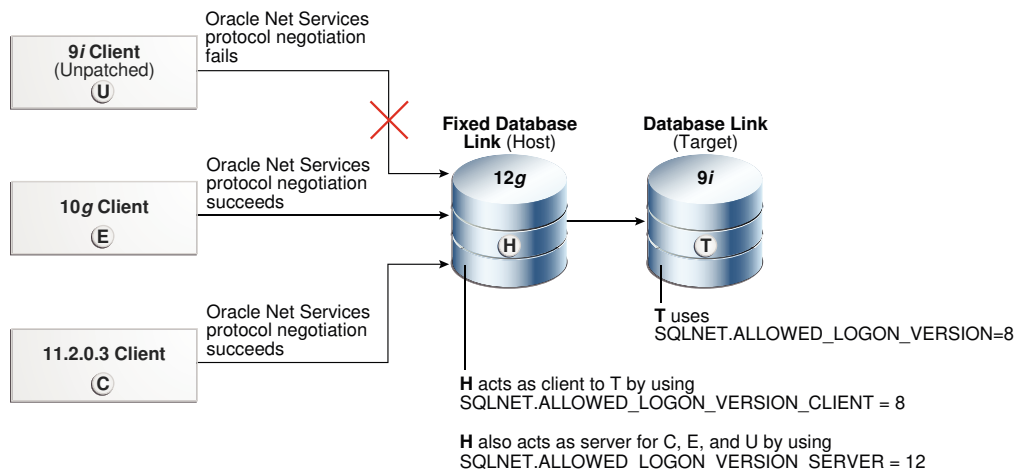 Oracle Net Services
protocol negotiation
fails
9i Client
(Unpatched)
U
Fixed Database
Link (Host)
Database Link
(Target)
Oracle Net Services
protocol negotiation
succeeds
12g
9i
10g Client
E
H
T
Oracle Net Services
protocol negotiation
succeeds
T uses
SQLNET.ALLOWED_LOGON_VERSION=8
11.2.0.3 Client
C
H acts as client to T by using
SQLNET.ALLOWED_LOGON_VERSION_CLIENT = 8
H also acts as server for C, E, and U by using
SQLNET.ALLOWED_LOGON_VERSION_SERVER = 12